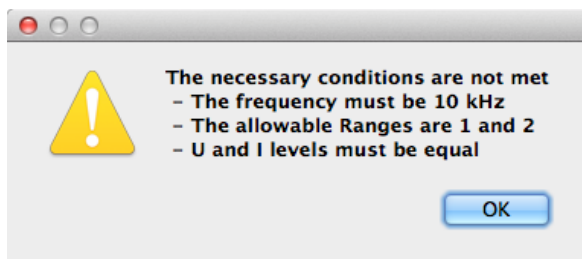 The necessary conditions are not met
– The frequency must be 10 kHz
– The allowable Ranges are 1 and 2
– U and I levels must be equal
OK